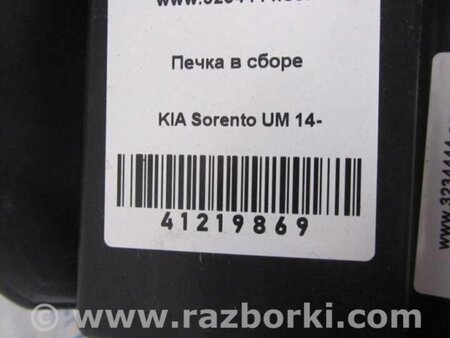 Печка в сборе
KIA Sorento UM 14-
41219869
www.razborki.com